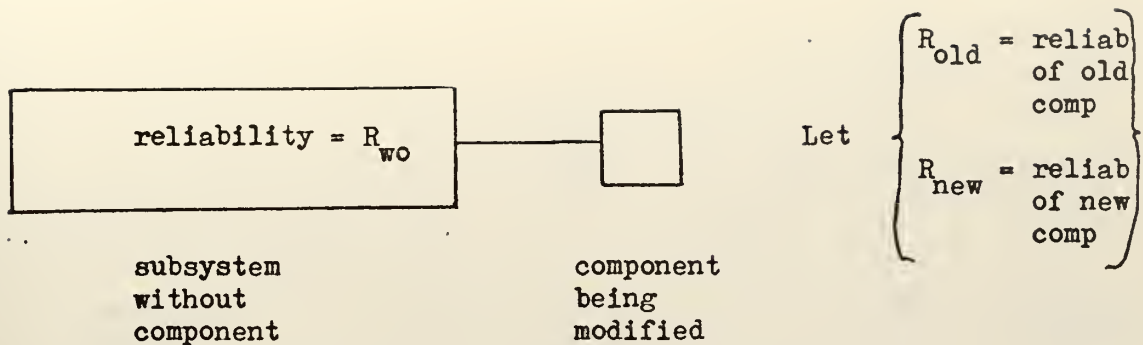 reliability = R_wo
subsystem
without
component
component
being
modified
Let
R_old = reliab
of old
comp
R_new = reliab
of new
comp